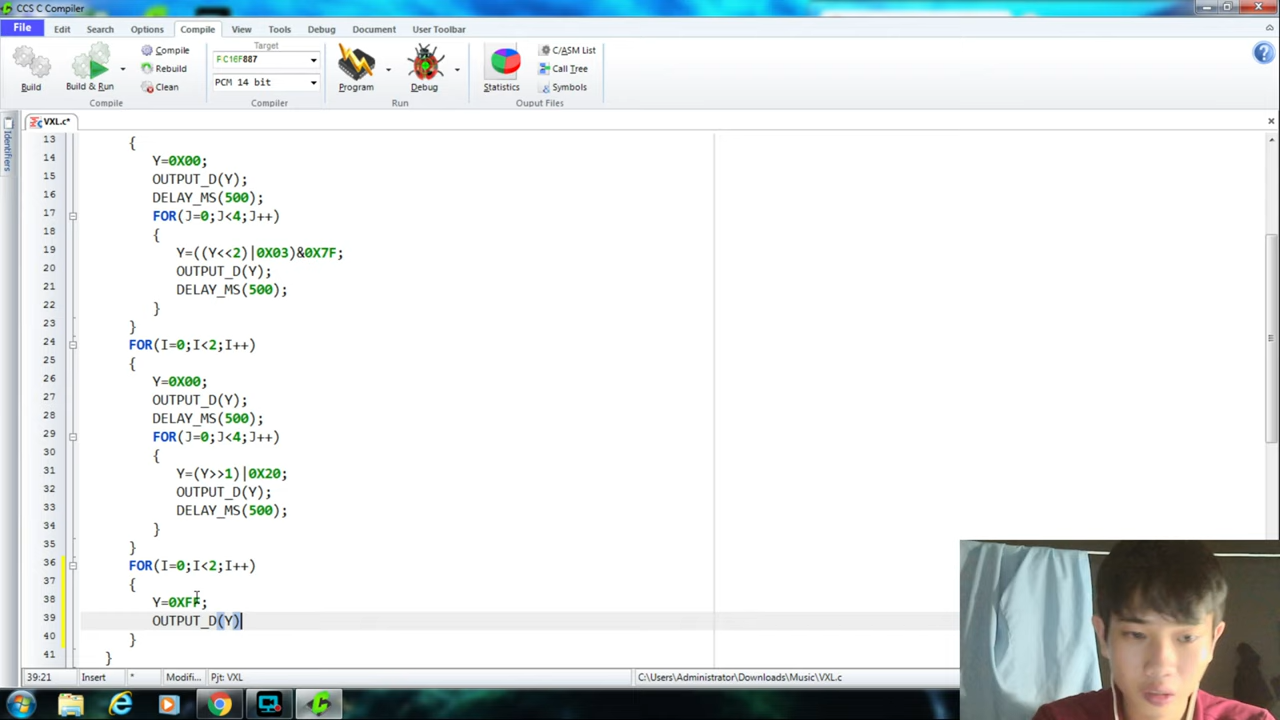 CCS C Compiler
File Edit Search Options Compile View Tools Debug Document User Toolbar
Build
Build & Run
Compile
Rebuild
Clean
Compile
Target
PIC16F887
PCM 14 bit
Compiler
Program
Debug
Run
Statistics
C/ASM List
Call Tree
Symbols
Ouput Files
Identifiers
VXL.c*
13 {
14 Y=0X00;
15 OUTPUT_D(Y);
16 DELAY_MS(500);
17 FOR(J=0;J<4;J++)
18 {
19 Y=((Y<<2)|0X03)&0X7F;
20 OUTPUT_D(Y);
21 DELAY_MS(500);
22 }
23 }
24 FOR(I=0;I<2;I++)
25 {
26 Y=0X00;
27 OUTPUT_D(Y);
28 DELAY_MS(500);
29 FOR(J=0;J<4;J++)
30 {
31 Y=(Y>>1)|0X20;
32 OUTPUT_D(Y);
33 DELAY_MS(500);
34 }
35 }
36 FOR(I=0;I<2;I++)
37 {
38 Y=0XFF;
39 OUTPUT_D(Y)
40 }
41 }
39:21 Insert * Modifi... Pjt: VXL C:\Users\Administrator\Downloads\Music\VXL.c